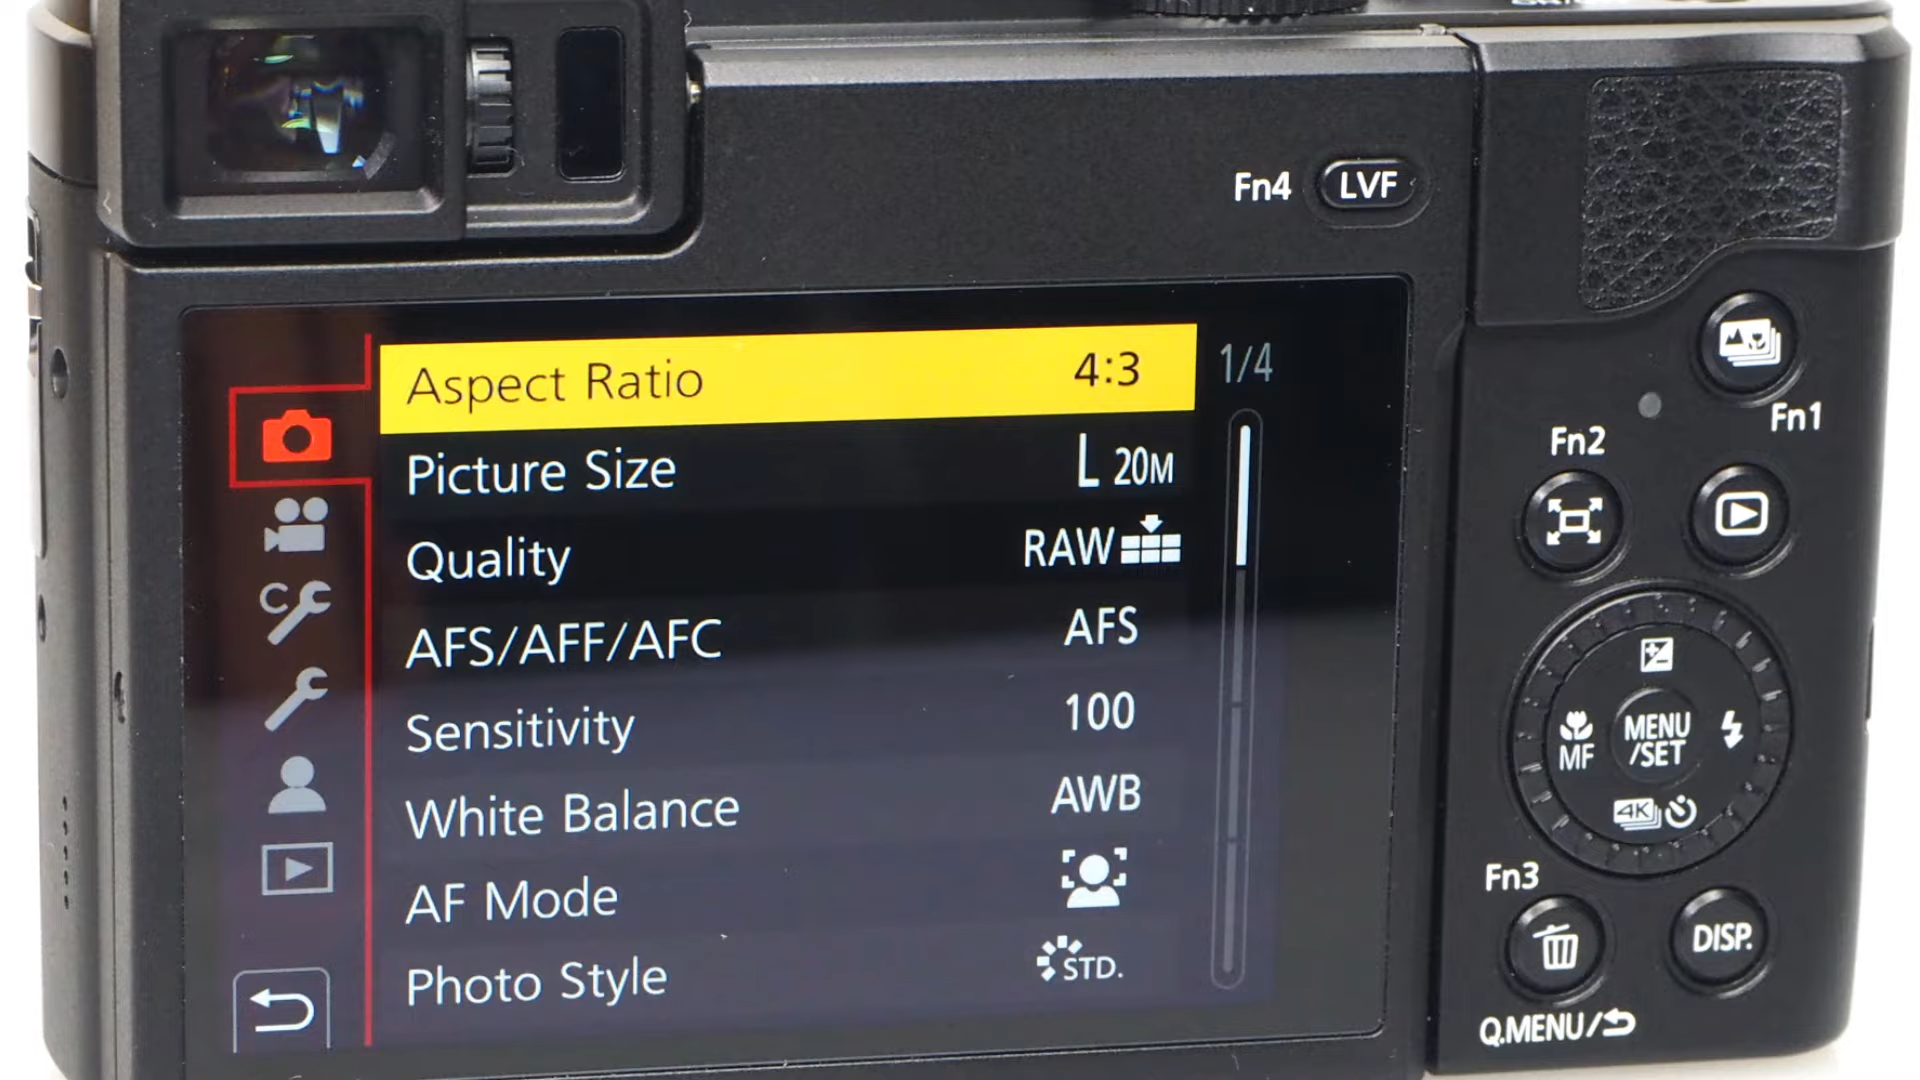 Fn4 LVF
Aspect Ratio 4:3 1/4
Picture Size L 20M
Quality RAW
AFS/AFF/AFC AFS
Sensitivity 100
White Balance AWB
AF Mode
Photo Style STD.
C
Fn1
Fn2
MF
MENU
/SET
4K
Fn3
DISP.
Q.MENU/